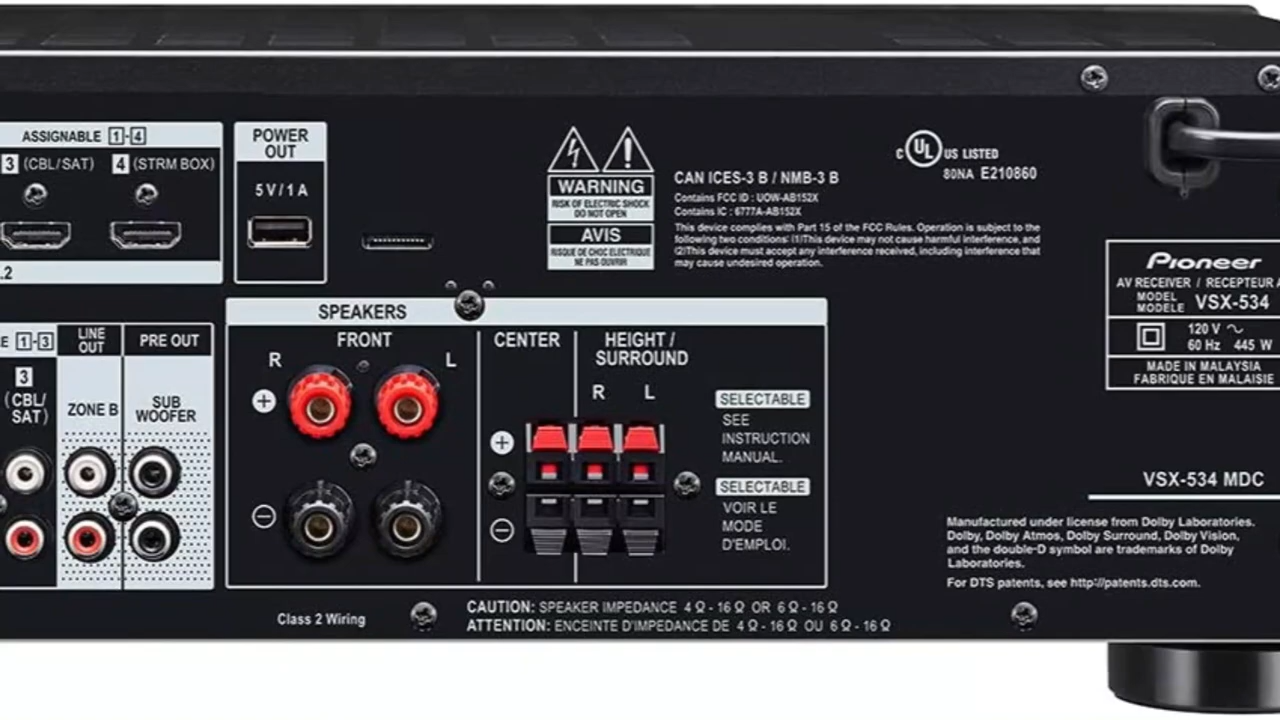 ASSIGNABLE 1-4
3 (CBL/SAT) 4 (STRM BOX)
.2
POWER
OUT
5V/1A
WARNING
RISK OF ELECTRIC SHOCK
DO NOT OPEN
AVIS
RISQUE DE CHOC ELECTRIQUE
NE PAS OUVRIR
CAN ICES-3 B / NMB-3 B
Contains FCC ID : UOW-AB152X
Contains IC : 6777A-AB152X
This device complies with Part 15 of the FCC Rules. Operation is subject to the
following two conditions: (1)This device may not cause harmful interference, and
(2)This device must accept any interference received, including interference that
may cause undesired operation.
C UL US LISTED
80NA E210860
Pioneer
AV RECEIVER / RECEPTEUR A
MODEL
MODELE VSX-534
120 V ～
60 Hz 445 W
MADE IN MALAYSIA
FABRIQUE EN MALAISIE
E 1-3
3
(CBL/
SAT)
LINE
OUT
ZONE B
PRE OUT
SUB
WOOFER
SPEAKERS
FRONT
R L
+
−
CENTER
+
−
HEIGHT /
SURROUND
R L
SELECTABLE
SEE
INSTRUCTION
MANUAL.
SELECTABLE
VOIR LE
MODE
D'EMPLOI.
Class 2 Wiring
CAUTION: SPEAKER IMPEDANCE 4 Ω - 16 Ω OR 6 Ω - 16 Ω
ATTENTION: ENCEINTE D'IMPEDANCE DE 4 Ω - 16 Ω OU 6 Ω - 16 Ω
VSX-534 MDC
Manufactured under license from Dolby Laboratories.
Dolby, Dolby Atmos, Dolby Surround, Dolby Vision,
and the double-D symbol are trademarks of Dolby
Laboratories.
For DTS patents, see http://patents.dts.com.